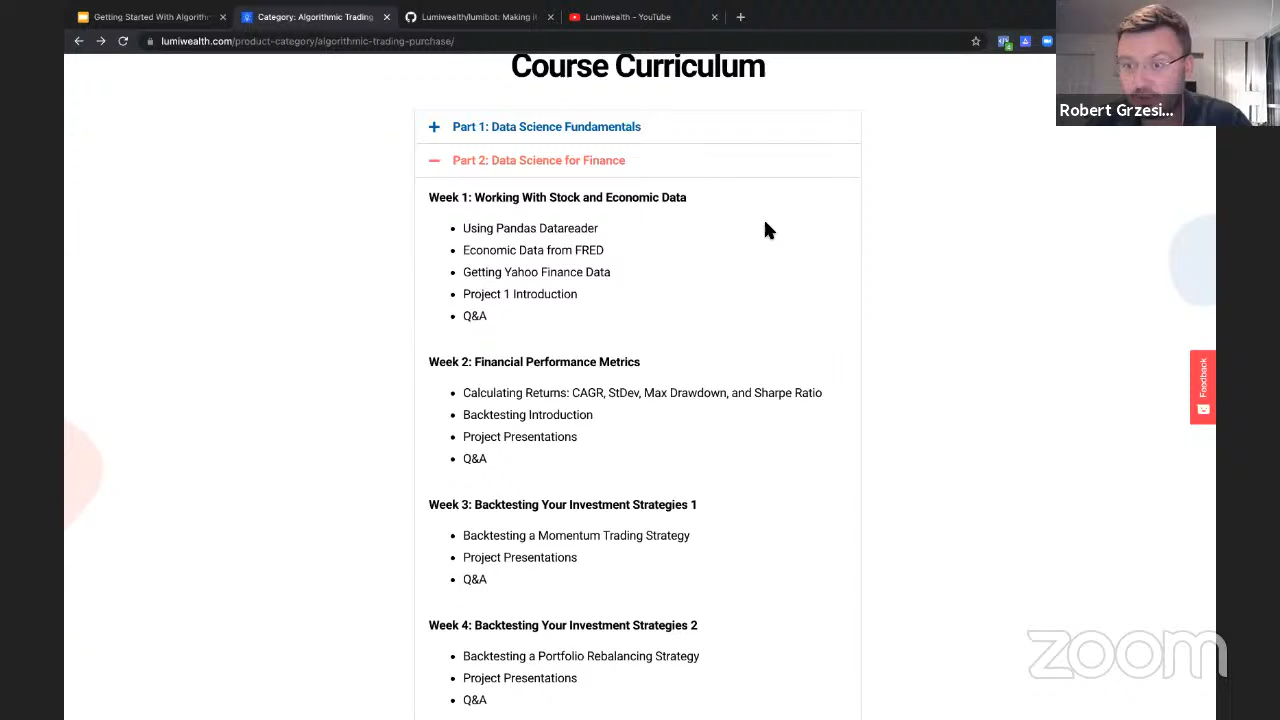 Getting Started With Algorithm
Category: Algorithmic Trading
Lumiwealth/lumibot: Making it
Lumiwealth - YouTube
lumiwealth.com/product-category/algorithmic-trading-purchase/
Robert Grzesi...
Course Curriculum
Part 1: Data Science Fundamentals
Part 2: Data Science for Finance
Week 1: Working With Stock and Economic Data
Using Pandas Datareader
Economic Data from FRED
Getting Yahoo Finance Data
Project 1 Introduction
Q&A
Week 2: Financial Performance Metrics
Calculating Returns: CAGR, StDev, Max Drawdown, and Sharpe Ratio
Backtesting Introduction
Project Presentations
Q&A
Week 3: Backtesting Your Investment Strategies 1
Backtesting a Momentum Trading Strategy
Project Presentations
Q&A
Week 4: Backtesting Your Investment Strategies 2
Backtesting a Portfolio Rebalancing Strategy
Project Presentations
Q&A
Feedback
zoom